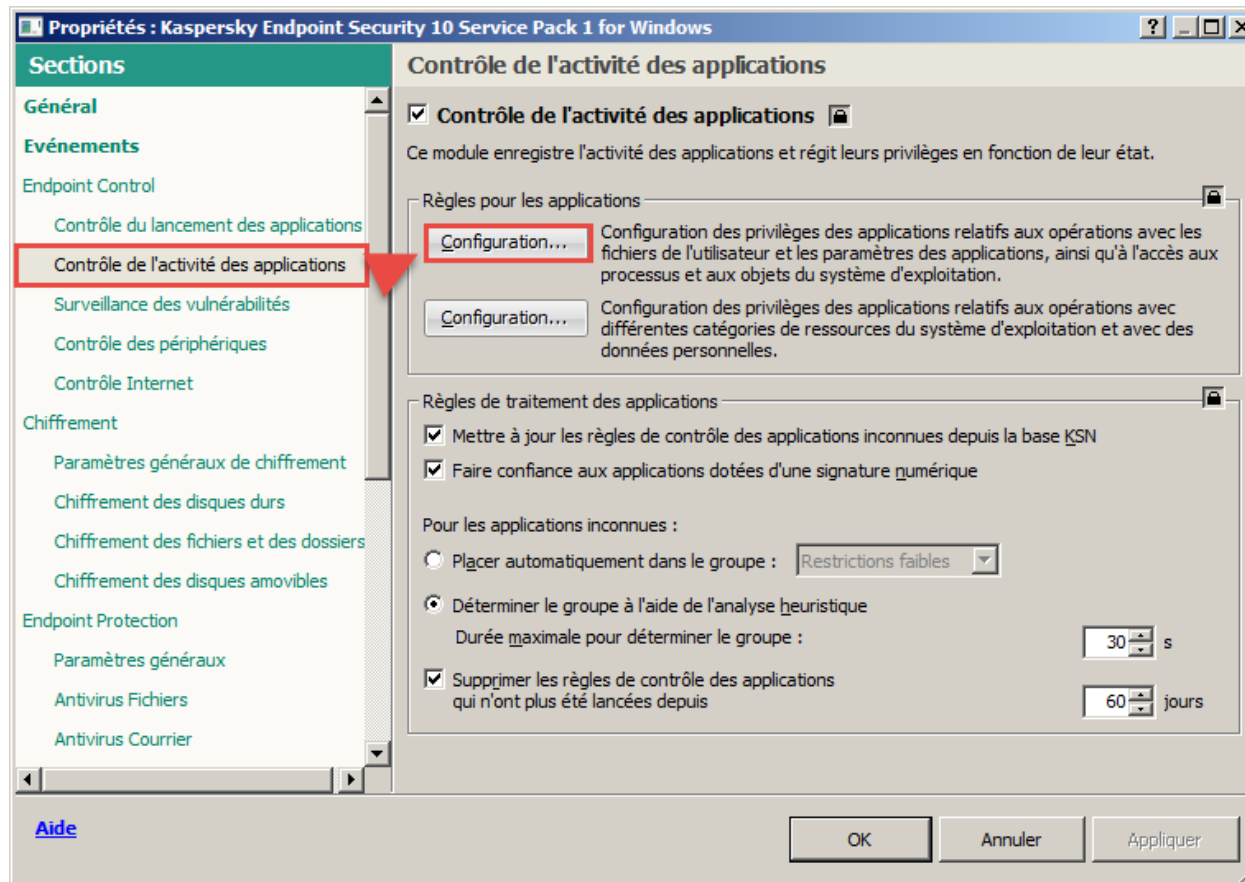 Propriétés : Kaspersky Endpoint Security 10 Service Pack 1 for Windows
Sections
Général
Evénements
Endpoint Control
Contrôle du lancement des applications
Contrôle de l'activité des applications
Surveillance des vulnérabilités
Contrôle des périphériques
Contrôle Internet
Chiffrement
Paramètres généraux de chiffrement
Chiffrement des disques durs
Chiffrement des fichiers et des dossiers
Chiffrement des disques amovibles
Endpoint Protection
Paramètres généraux
Antivirus Fichiers
Antivirus Courrier
Contrôle de l'activité des applications
Contrôle de l'activité des applications
Ce module enregistre l'activité des applications et régit leurs privilèges en fonction de leur état.
Règles pour les applications
Configuration...
Configuration des privilèges des applications relatifs aux opérations avec les
fichiers de l'utilisateur et les paramètres des applications, ainsi qu'à l'accès aux
processus et aux objets du système d'exploitation.
Configuration...
Configuration des privilèges des applications relatifs aux opérations avec
différentes catégories de ressources du système d'exploitation et avec des
données personnelles.
Règles de traitement des applications
Mettre à jour les règles de contrôle des applications inconnues depuis la base KSN
Faire confiance aux applications dotées d'une signature numérique
Pour les applications inconnues :
Placer automatiquement dans le groupe : Restrictions faibles
Déterminer le groupe à l'aide de l'analyse heuristique
Durée maximale pour déterminer le groupe : 30 s
Supprimer les règles de contrôle des applications
qui n'ont plus été lancées depuis 60 jours
Aide
OK Annuler Appliquer